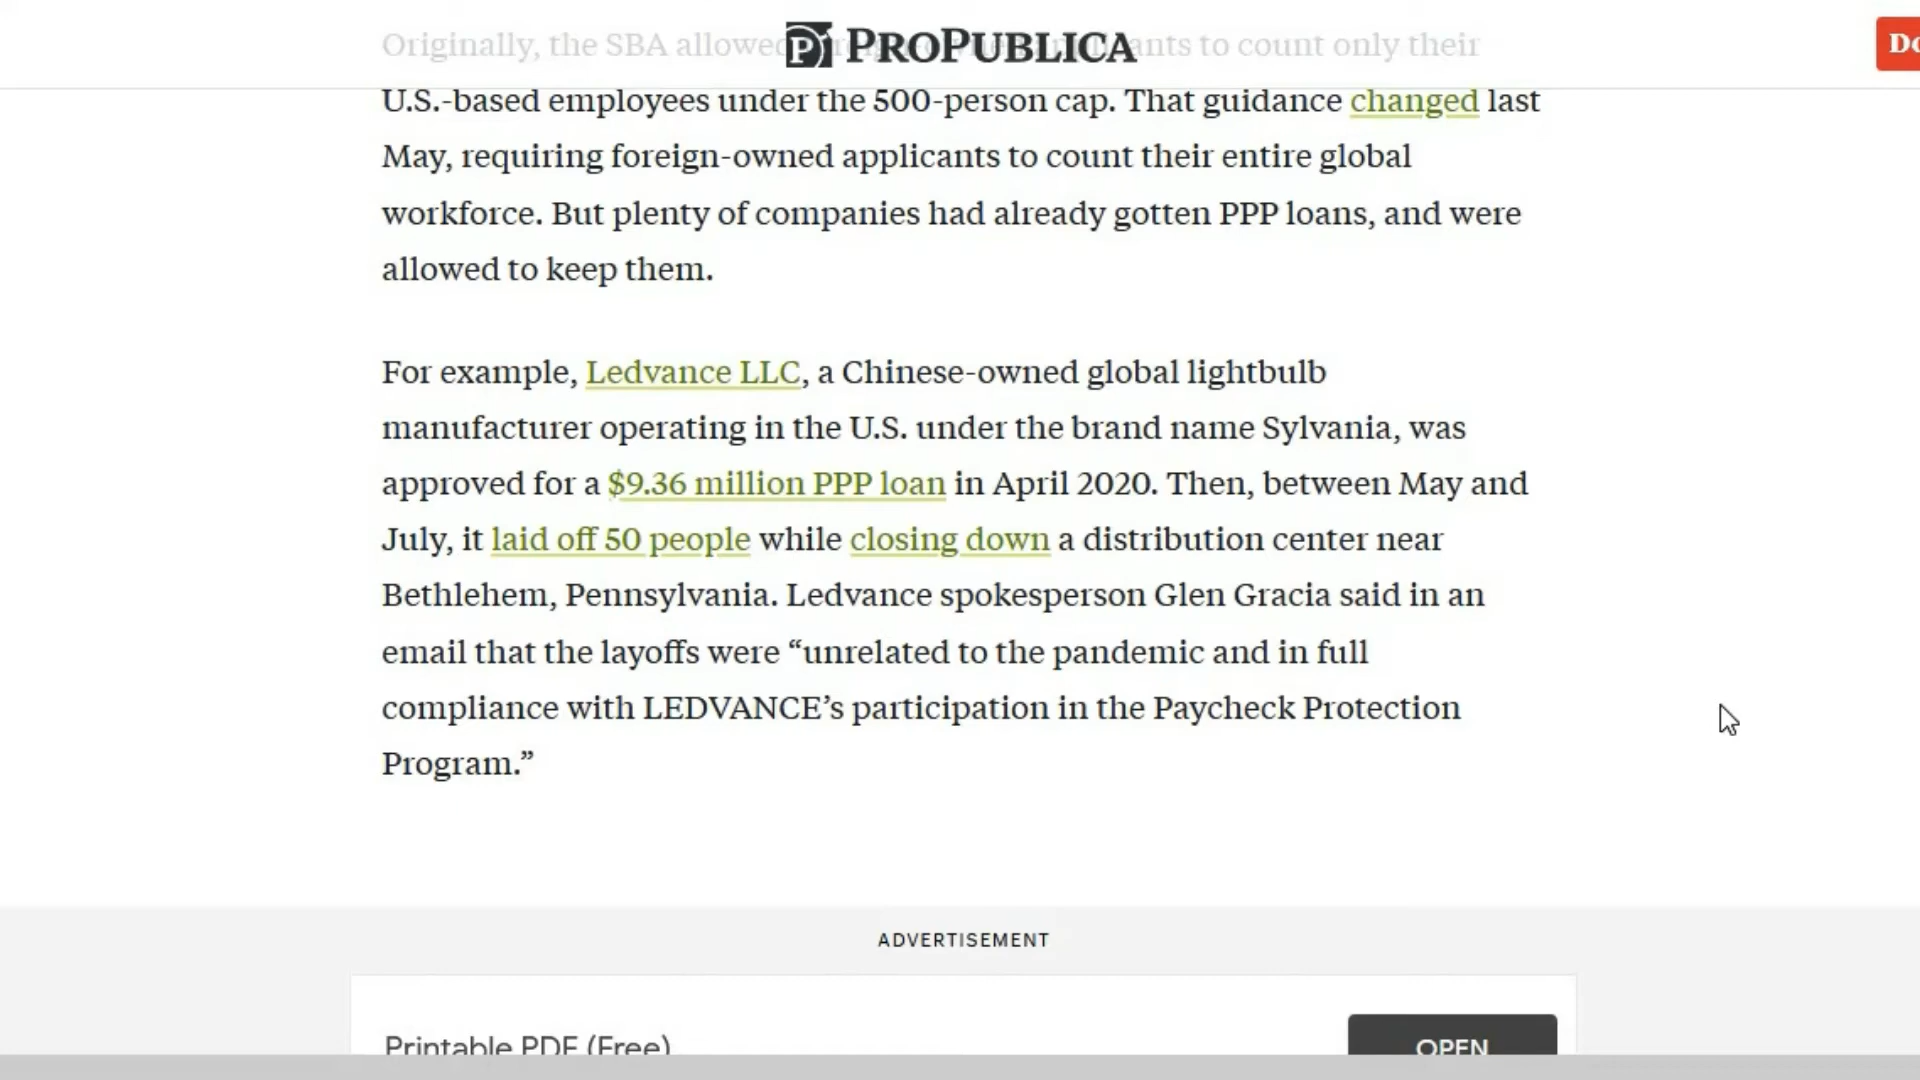 Originally, the SBA allowed ants to count only their
PROPUBLICA
Do
U.S.-based employees under the 500-person cap. That guidance changed last
May, requiring foreign-owned applicants to count their entire global
workforce. But plenty of companies had already gotten PPP loans, and were
allowed to keep them.
For example, Ledvance LLC, a Chinese-owned global lightbulb
manufacturer operating in the U.S. under the brand name Sylvania, was
approved for a $9.36 million PPP loan in April 2020. Then, between May and
July, it laid off 50 people while closing down a distribution center near
Bethlehem, Pennsylvania. Ledvance spokesperson Glen Gracia said in an
email that the layoffs were “unrelated to the pandemic and in full
compliance with LEDVANCE’s participation in the Paycheck Protection
Program.”
ADVERTISEMENT
Printable PDF (Free)
OPEN